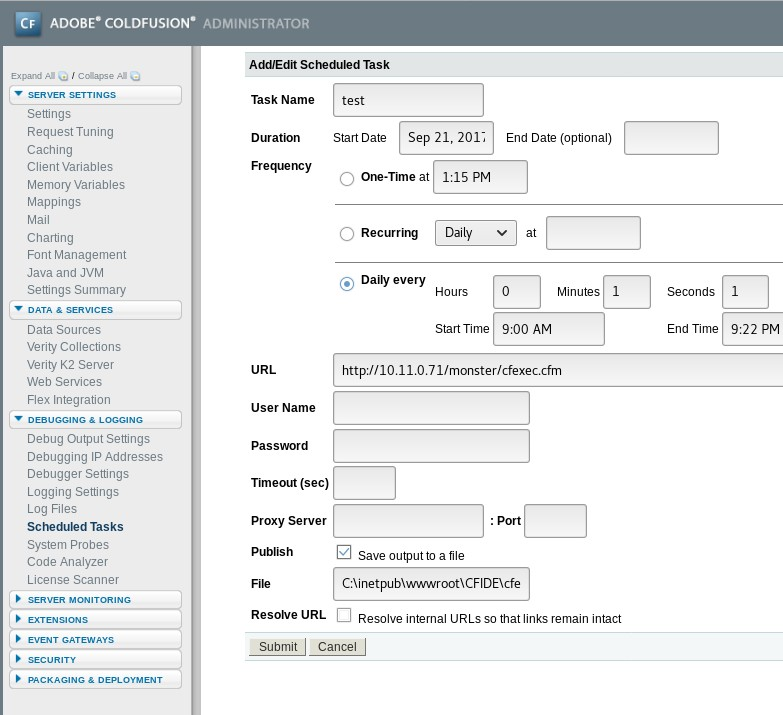 ADOBE® COLDFUSION® ADMINISTRATOR
CF
Expand All / Collapse All
SERVER SETTINGS
Settings
Request Tuning
Caching
Client Variables
Memory Variables
Mappings
Mail
Charting
Font Management
Java and JVM
Settings Summary
DATA & SERVICES
Data Sources
Verity Collections
Verity K2 Server
Web Services
Flex Integration
DEBUGGING & LOGGING
Debug Output Settings
Debugging IP Addresses
Debugger Settings
Logging Settings
Log Files
Scheduled Tasks
System Probes
Code Analyzer
License Scanner
SERVER MONITORING
EXTENSIONS
EVENT GATEWAYS
SECURITY
PACKAGING & DEPLOYMENT
Add/Edit Scheduled Task
Task Name test
Duration Start Date Sep 21, 2017 End Date (optional)
Frequency
One-Time at 1:15 PM
Recurring Daily at
Daily every
Hours 0 Minutes 1 Seconds 1
Start Time 9:00 AM End Time 9:22 PM
URL http://10.11.0.71/monster/cfexec.cfm
User Name
Password
Timeout (sec)
Proxy Server : Port
Publish Save output to a file
File C:\inetpub\wwwroot\CFIDE\cfe
Resolve URL Resolve internal URLs so that links remain intact
Submit Cancel